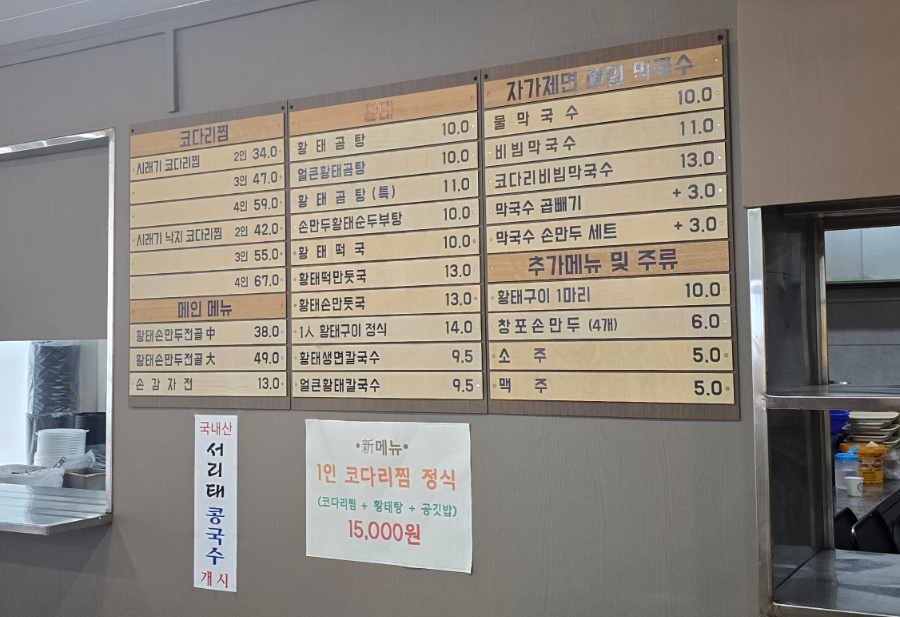 코다리찜
시래기 코다리찜 2인 34.0
3인 47.0
4인 59.0
시래기 낙지 코다리찜 2인 42.0
3인 55.0
4인 67.0
메인 메뉴
황태손만두전골 中 38.0
황태손만두전골 大 49.0
손 감 자 전 13.0
황태
황 태 곰 탕 10.0
얼큰황태곰탕 10.0
황 태 곰 탕 (특) 11.0
손만두황태순두부탕 10.0
황 태 떡 국 10.0
황태떡만둣국 13.0
황태손만둣국 13.0
1人 황태구이 정식 14.0
황태생면칼국수 9.5
얼큰황태칼국수 9.5
자가제면 메밀 막국수
물 막 국 수 10.0
비빔막국수 11.0
코다리비빔막국수 13.0
막국수 곱빼기 + 3.0
막국수 손만두 세트 + 3.0
추가메뉴 및 주류
황태구이 1마리 10.0
창포손만두 (4개) 6.0
소 주 5.0
맥 주 5.0
국내산
서리태
콩국수
개시
•新메뉴•
1인 코다리찜 정식
(코다리찜 + 황태탕 + 공깃밥)
15,000원